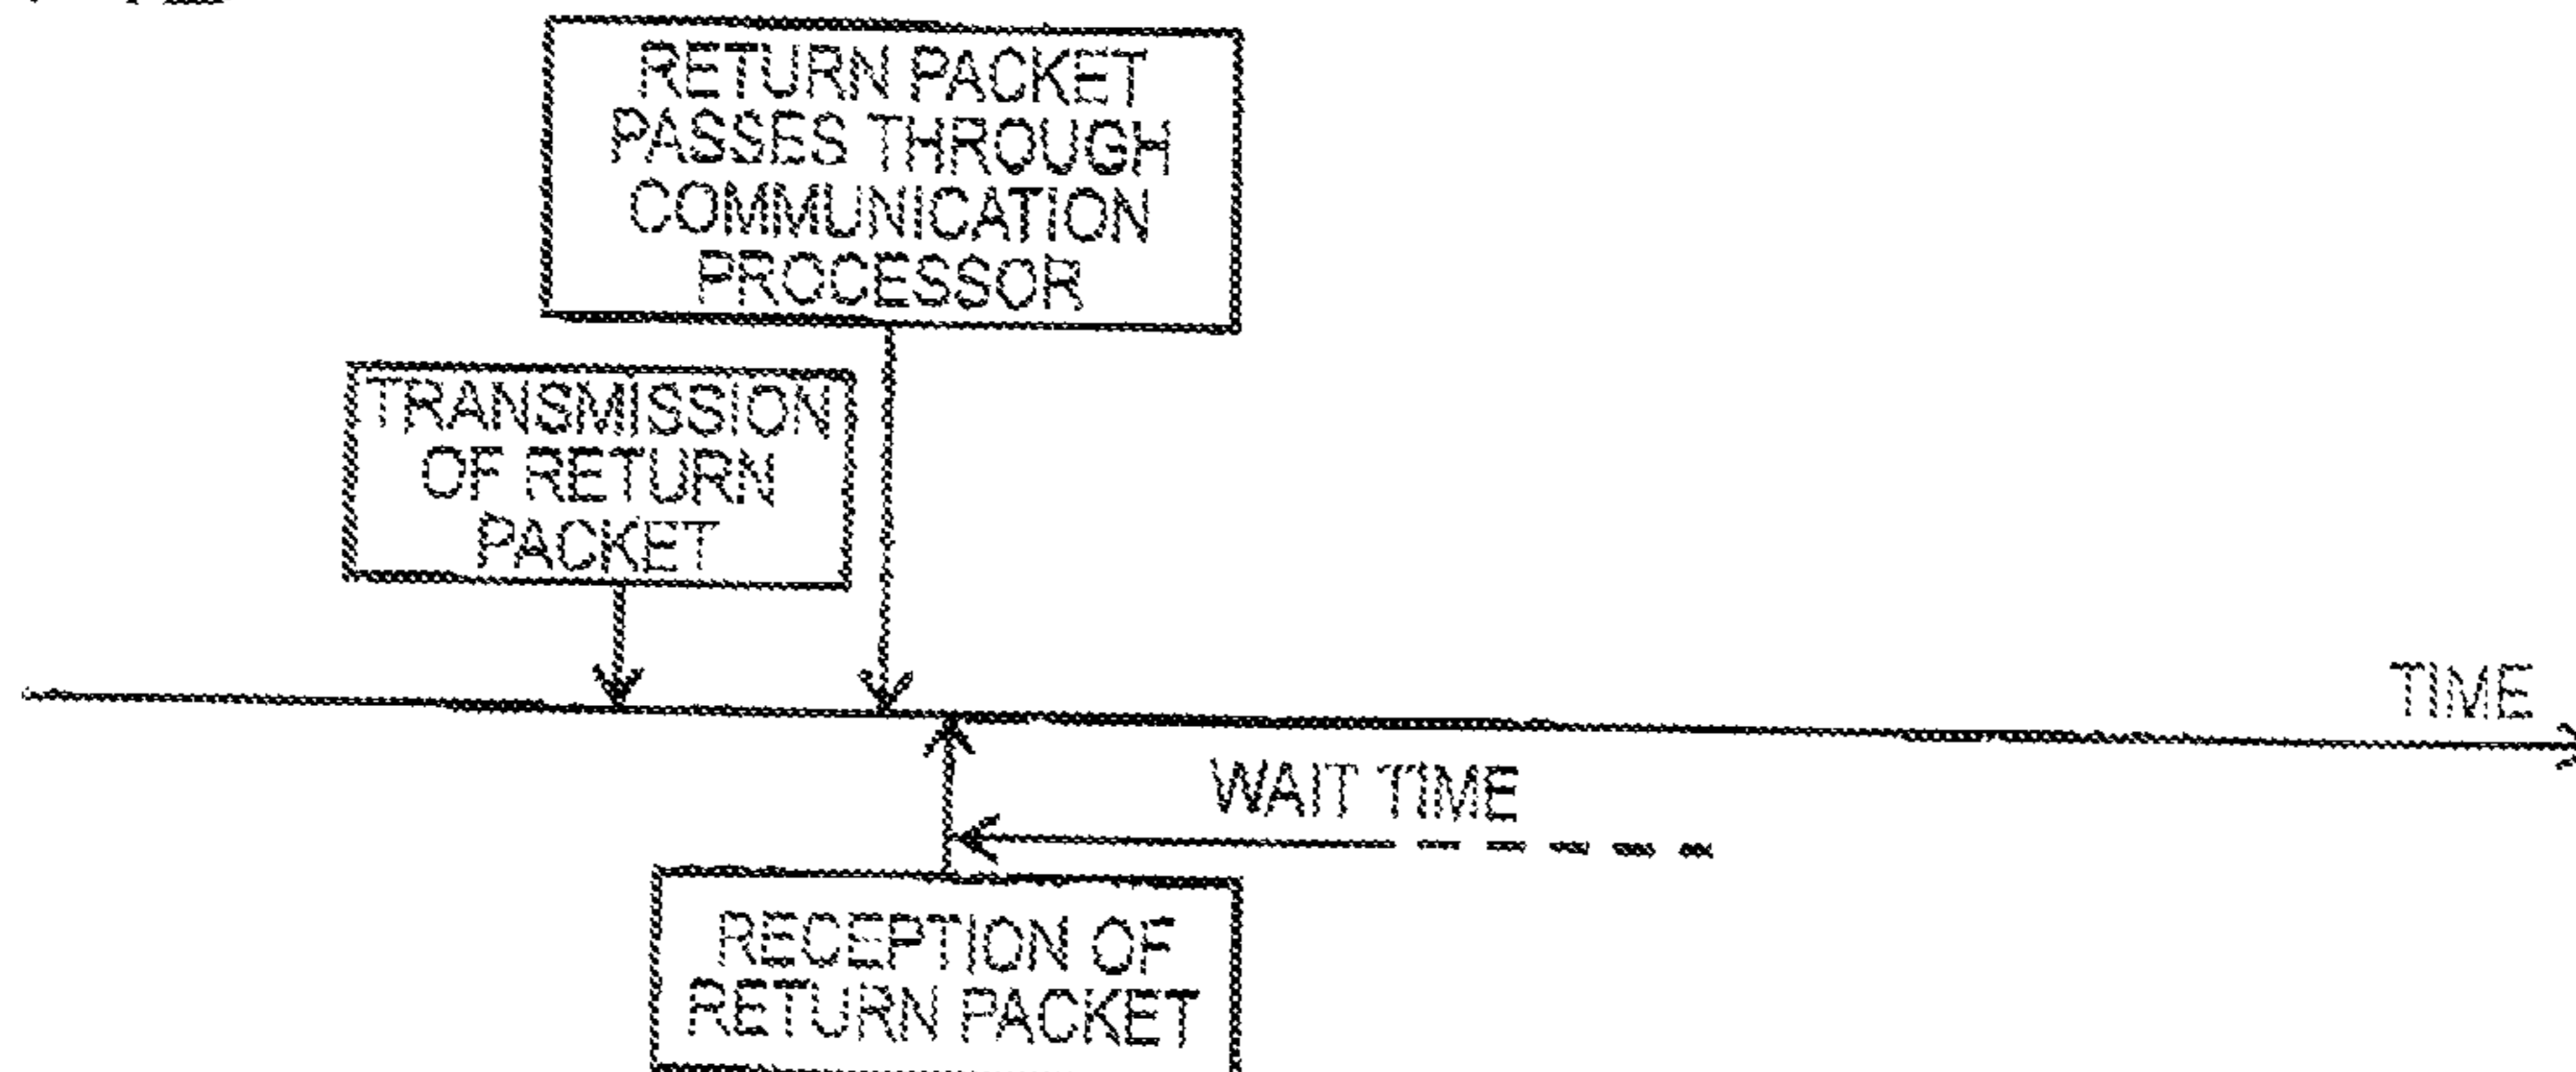 RETURN PACKET
PASSES THROUGH
COMMUNICATION
PROCESSOR
TRANSMISSION
OF RETURN
PACKET
TIME
WAIT TIME
RECEPTION OF
RETURN PACKET